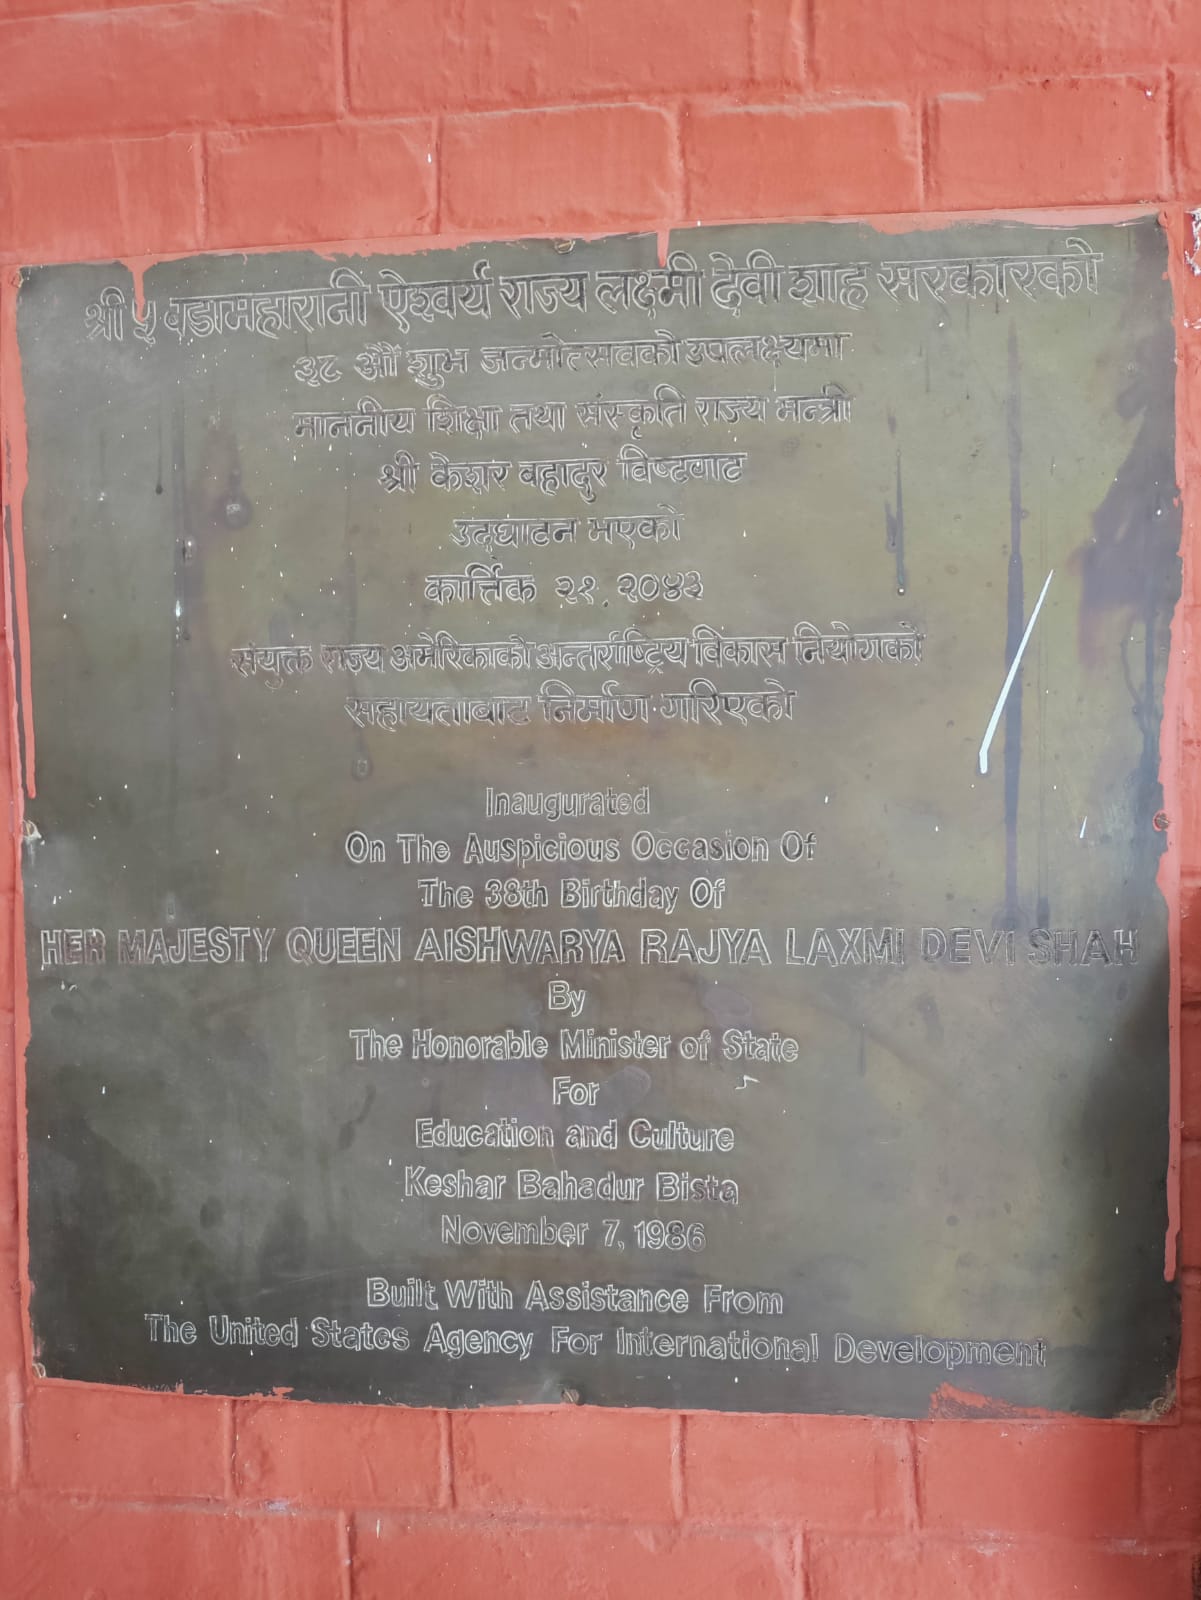 श्री ५ वडामहारानी ऐश्वर्य राज्य लक्ष्मी देवी शाह सरकारको
३८ औं शुभ जन्मोत्सवको उपलक्ष्यमा
माननीय शिक्षा तथा संस्कृति राज्य मन्त्री
श्री केशर बहादुर विष्टबाट
उद्घाटन भएको
कार्त्तिक २१, २०४३
संयुक्त राज्य अमेरिकाको अन्तर्राष्ट्रिय विकास नियोगको
सहायताबाट निर्माण गरिएको
Inaugurated
On The Auspicious Occasion Of
The 38th Birthday Of
HER MAJESTY QUEEN AISHWARYA RAJYA LAXMI DEVI SHAH
By
The Honorable Minister of State
For
Education and Culture
Keshar Bahadur Bista
November 7, 1986
Built With Assistance From
The United States Agency For International Development